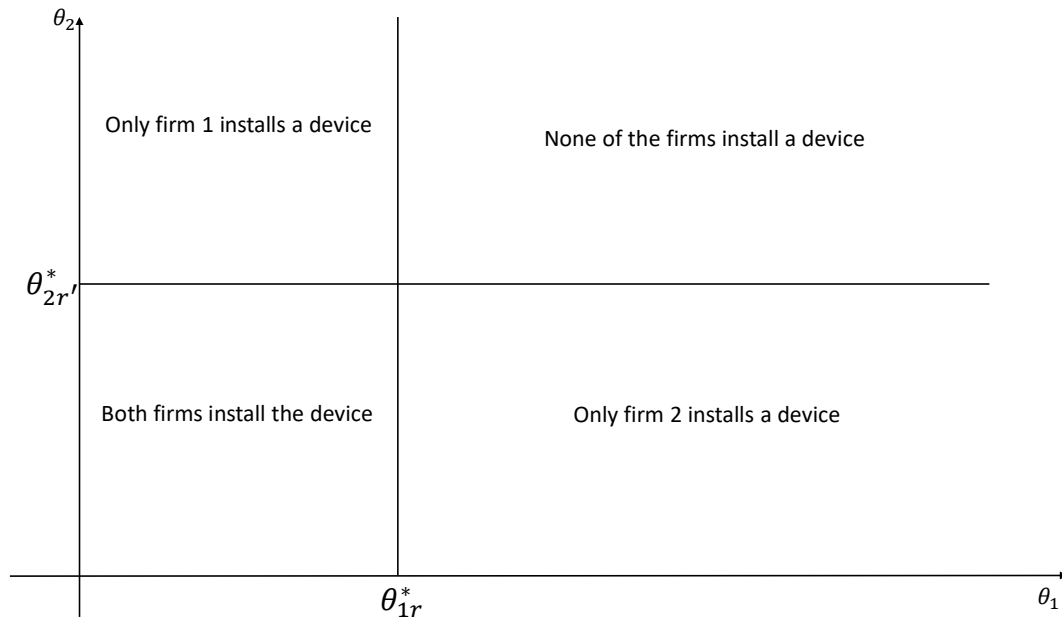 θ₂
Only firm 1 installs a device
None of the firms install a device
θ*₂ᵣ′
Both firms install the device
Only firm 2 installs a device
θ*₁ᵣ
θ₁